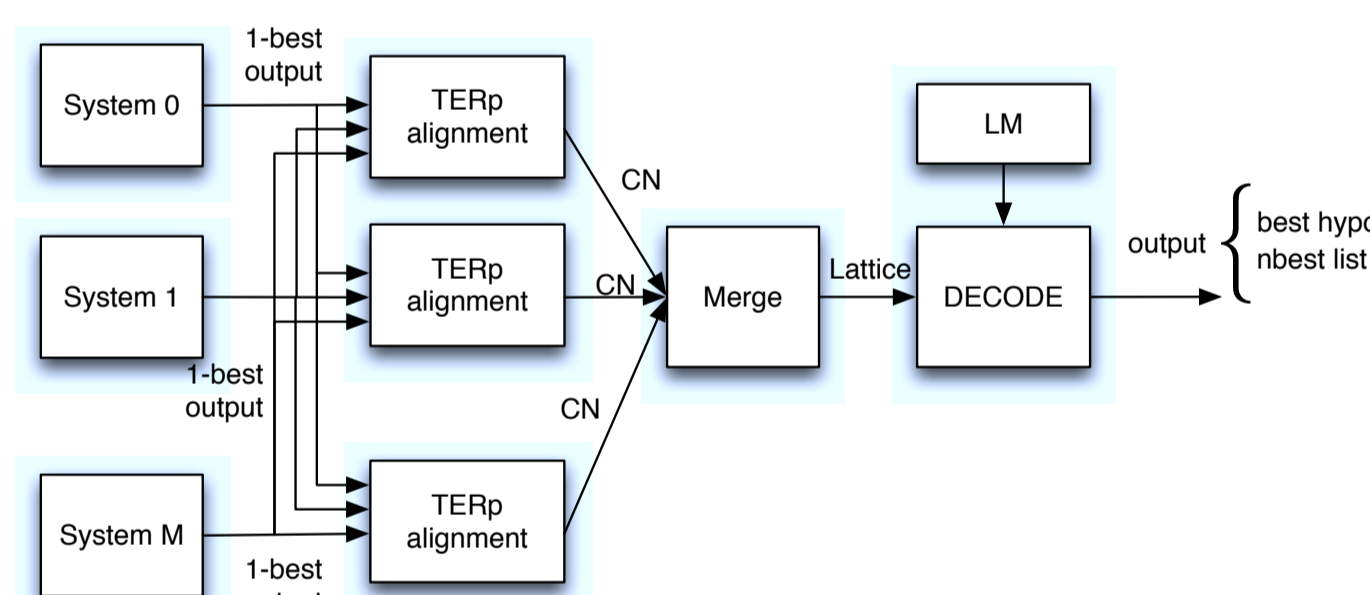 1-best
output
System 0
TERp
alignment
LM
CN
System 1
TERp
alignment
CN
Merge
Lattice
DECODE
output
best
nbest list
1-best
output
CN
System M
TERp
alignment
1-best